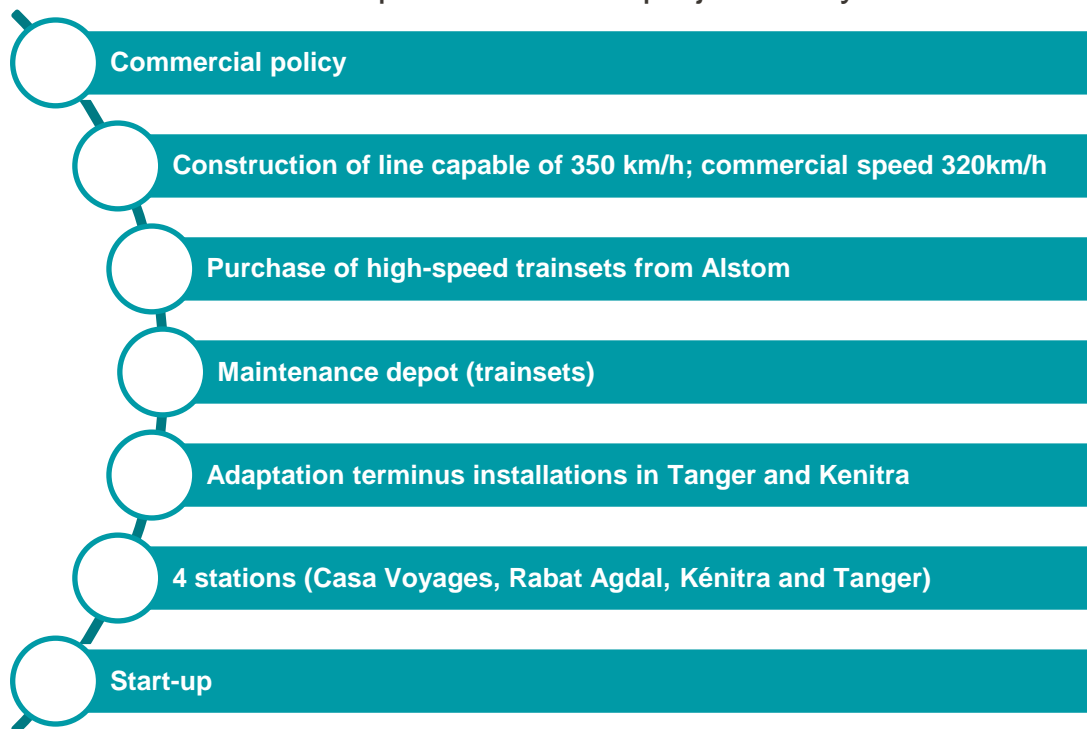 Commercial policy
Construction of line capable of 350 km/h; commercial speed 320km/h
Purchase of high-speed trainsets from Alstom
Maintenance depot (trainsets)
Adaptation terminus installations in Tanger and Kenitra
4 stations (Casa Voyages, Rabat Agdal, Kénitra and Tanger)
Start-up